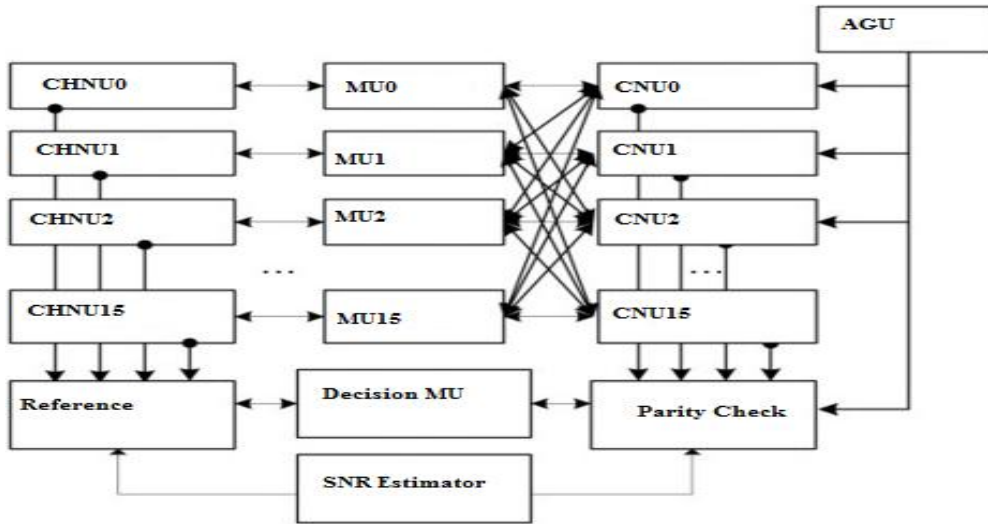 AGU
CHNU0 MU0 CNU0
CHNU1 MU1 CNU1
CHNU2 MU2 CNU2
... ...
CHNU15 MU15 CNU15
Reference Decision MU Parity Check
SNR Estimator